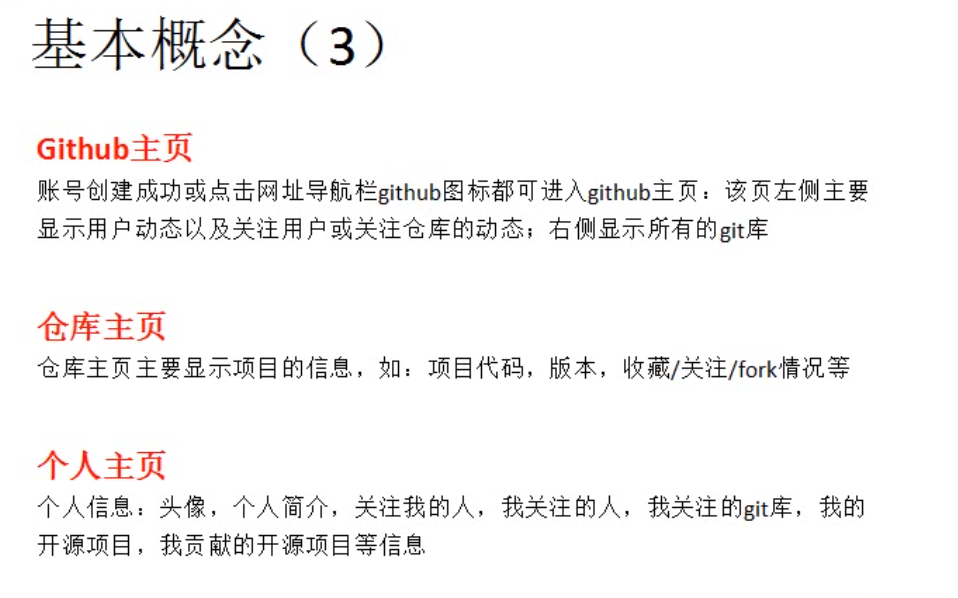 基本概念（3）
Github主页
账号创建成功或点击网址导航栏github图标都可进入github主页：该页左侧主要
显示用户动态以及关注用户或关注仓库的动态；右侧显示所有的git库
仓库主页
仓库主页主要显示项目的信息，如：项目代码，版本，收藏/关注/fork情况等
个人主页
个人信息：头像，个人简介，关注我的人，我关注的人，我关注的git库，我的
开源项目，我贡献的开源项目等信息